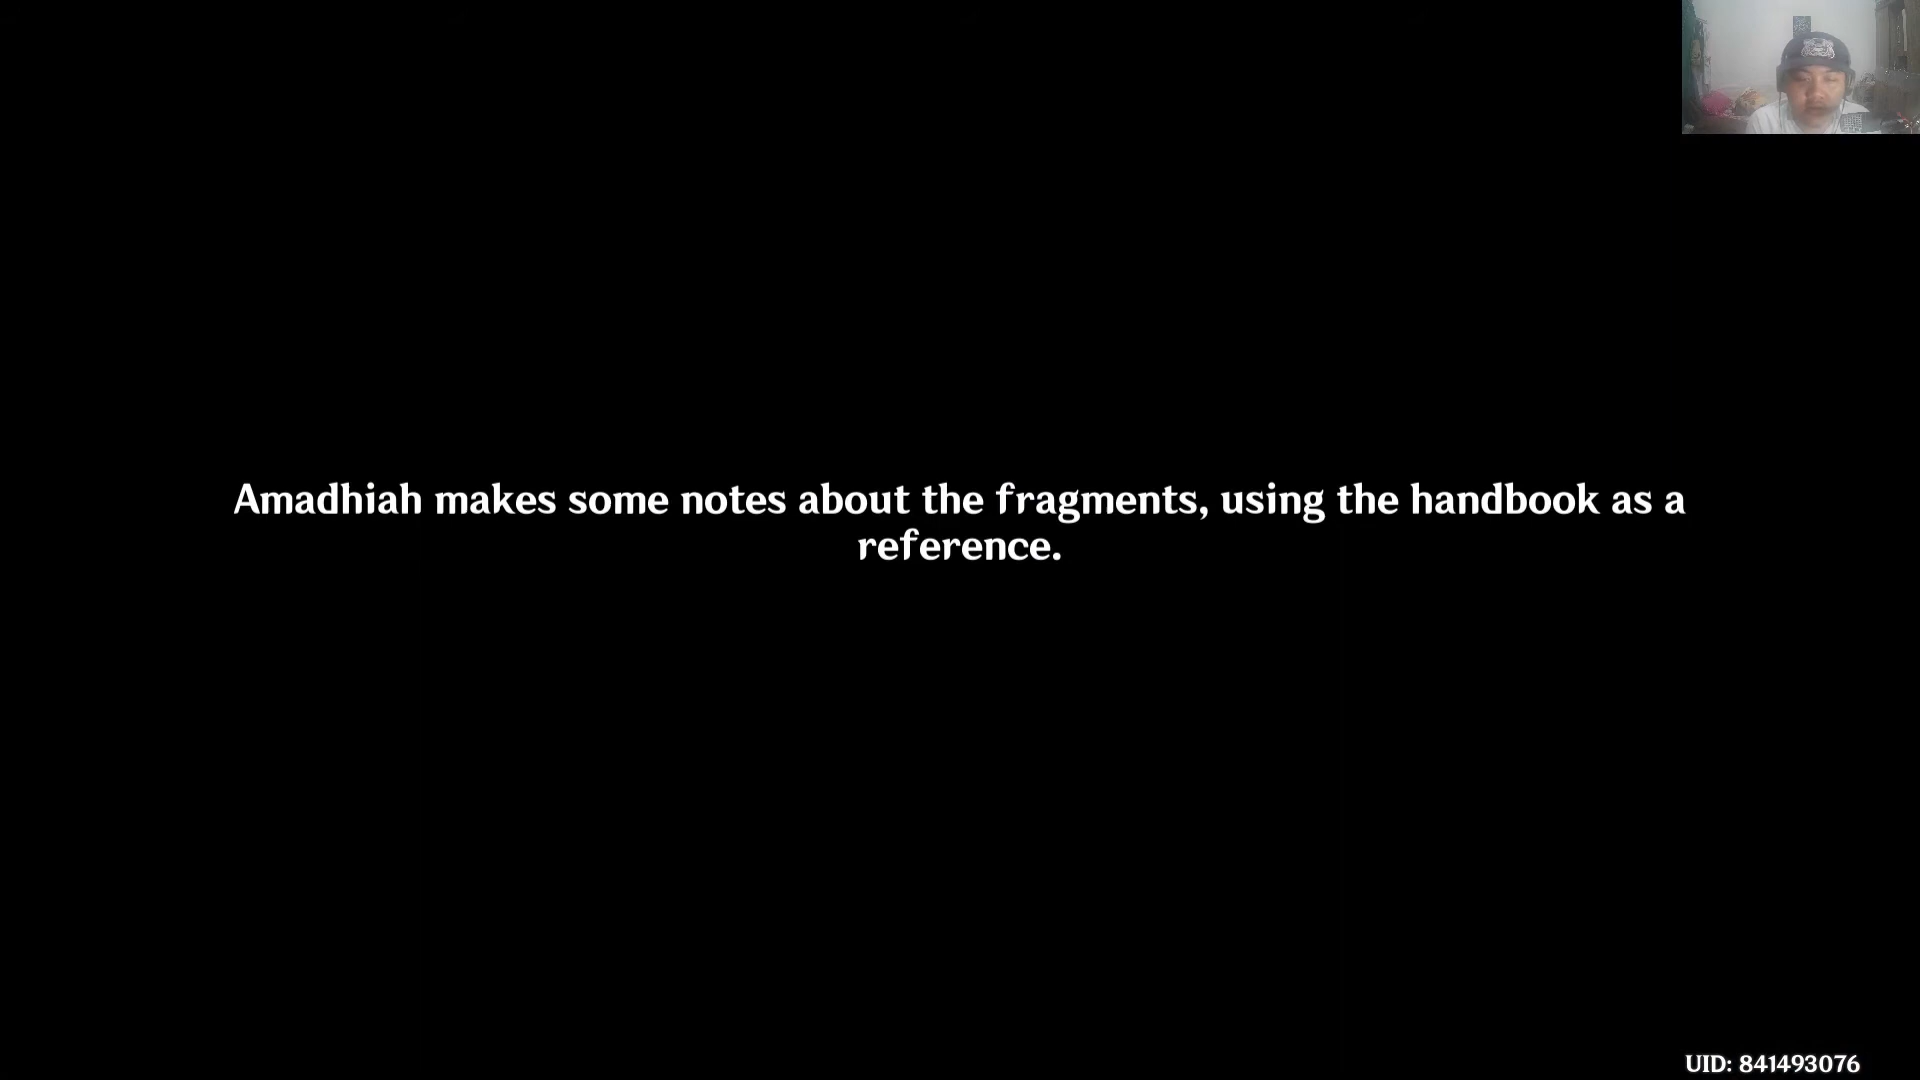 Amadhiah makes some notes about the fragments, using the handbook as a
reference.
UID: 841493076